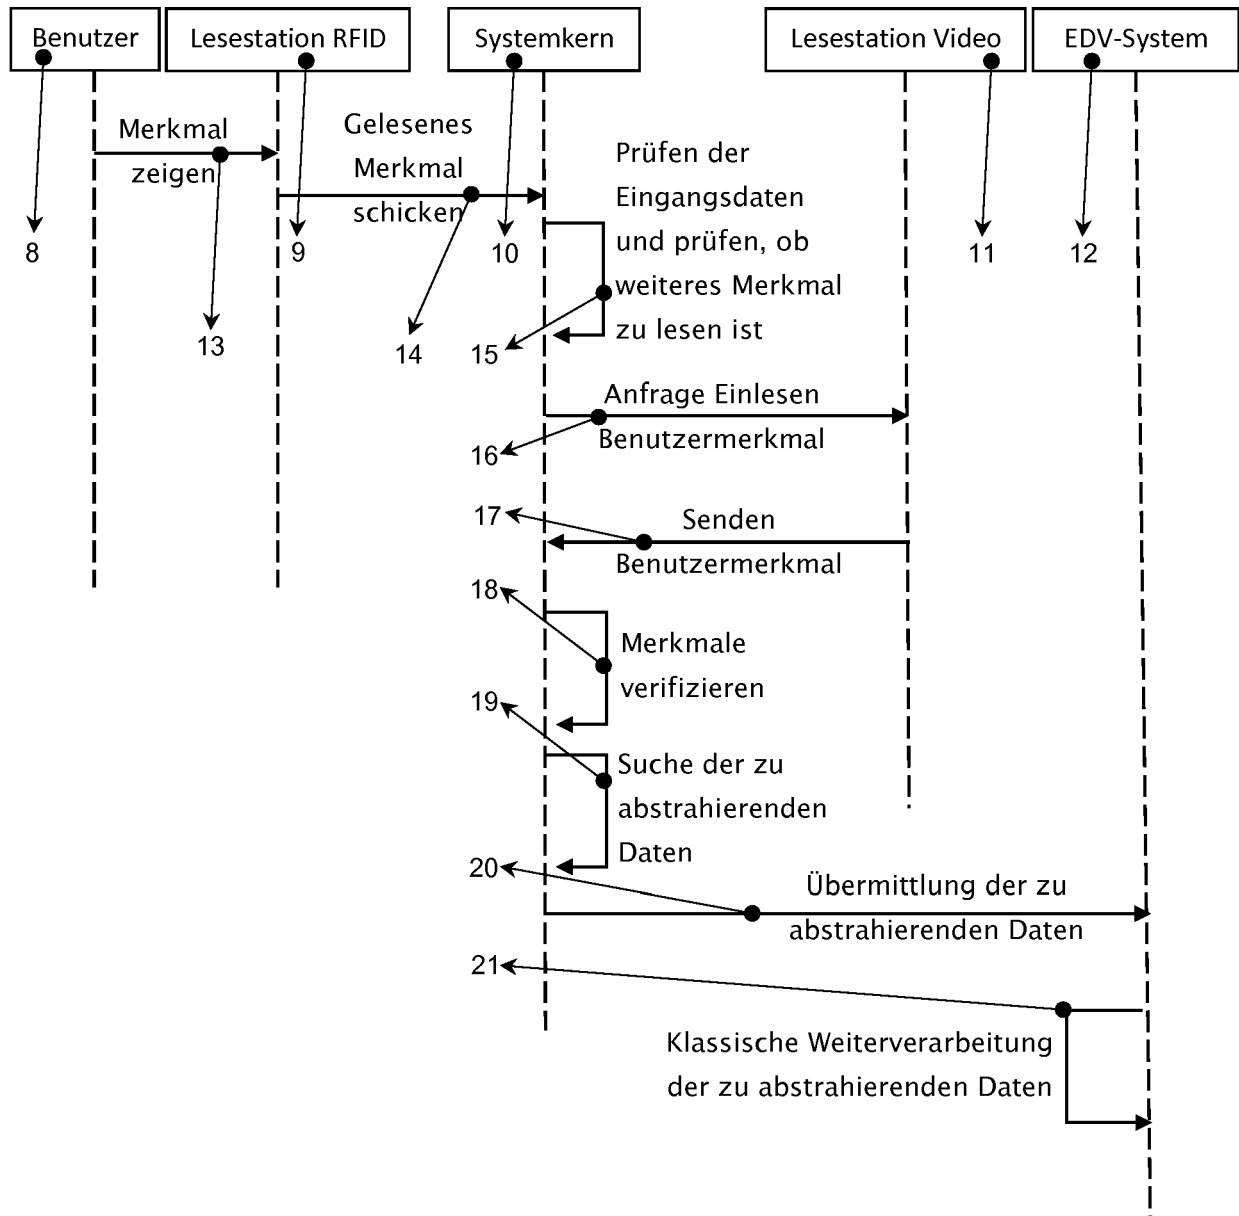 Benutzer
Lesestation RFID
Systemkern
Lesestation Video
EDV-System
Merkmal
zeigen
Gelesenes
Merkmal
schicken
Prüfen der
Eingangsdaten
und prüfen, ob
weiteres Merkmal
zu lesen ist
8
9
10
11
12
13
14
15
Anfrage Einlesen
Benutzermerkmal
16
17
Senden
Benutzermerkmal
18
Merkmale
verifizieren
19
Suche der zu
abstrahierenden
Daten
20
Übermittlung der zu
abstrahierenden Daten
21
Klassische Weiterverarbeitung
der zu abstrahierenden Daten